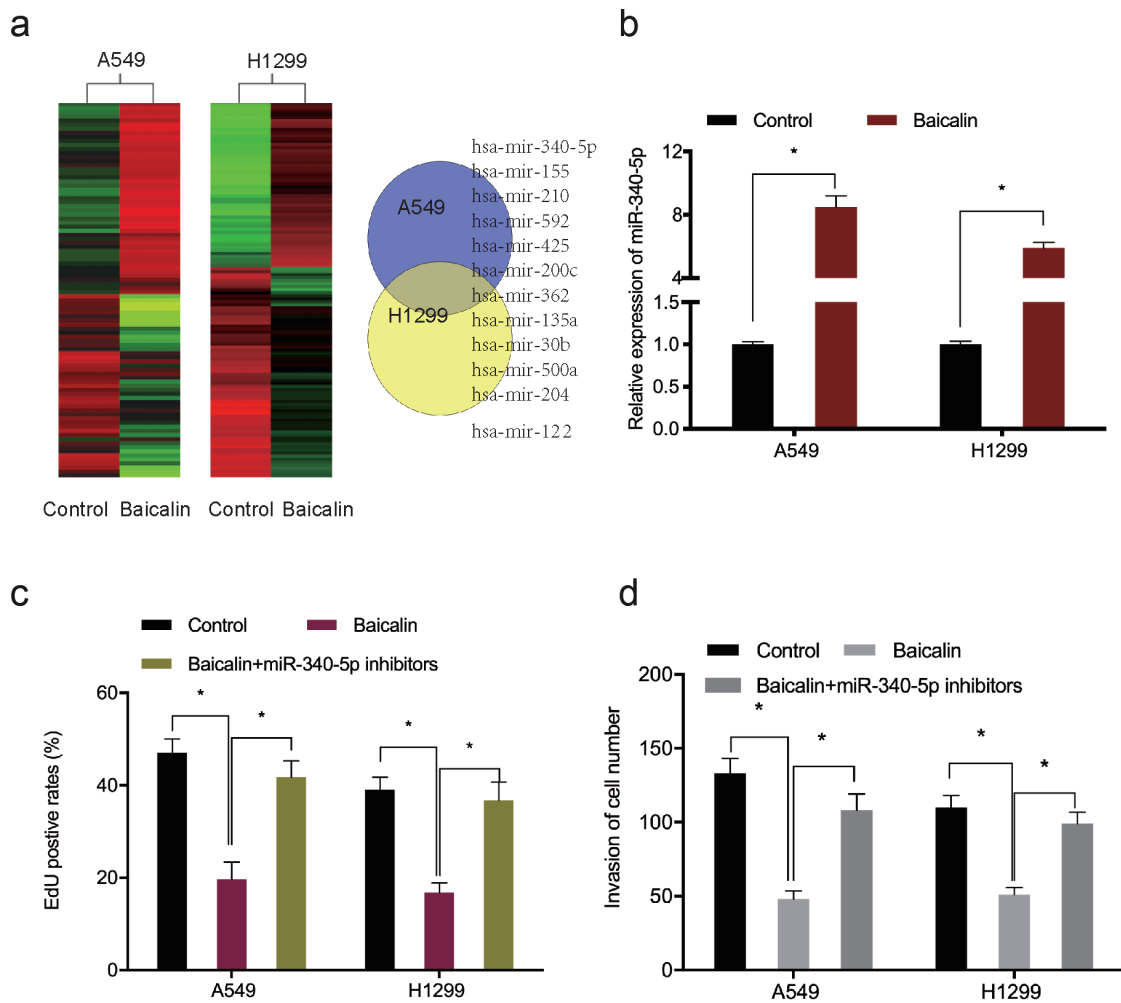 a
A549
H1299
Control
Baicalin
Control
Baicalin
A549
H1299
hsa-mir-340-5p
hsa-mir-155
hsa-mir-210
hsa-mir-592
hsa-mir-425
hsa-mir-200c
hsa-mir-362
hsa-mir-135a
hsa-mir-30b
hsa-mir-500a
hsa-mir-204
hsa-mir-122
b
Control
Baicalin
Relative expression of miR-340-5p
12
8
4
1.5
1.0
0.5
0.0
*
*
A549
H1299
c
Control
Baicalin
Baicalin+miR-340-5p inhibitors
EdU postive rates (%)
60
40
20
0
*
*
*
*
A549
H1299
d
Control
Baicalin
Baicalin+miR-340-5p inhibitors
Invasion of cell number
200
150
100
50
0
*
*
*
*
A549
H1299